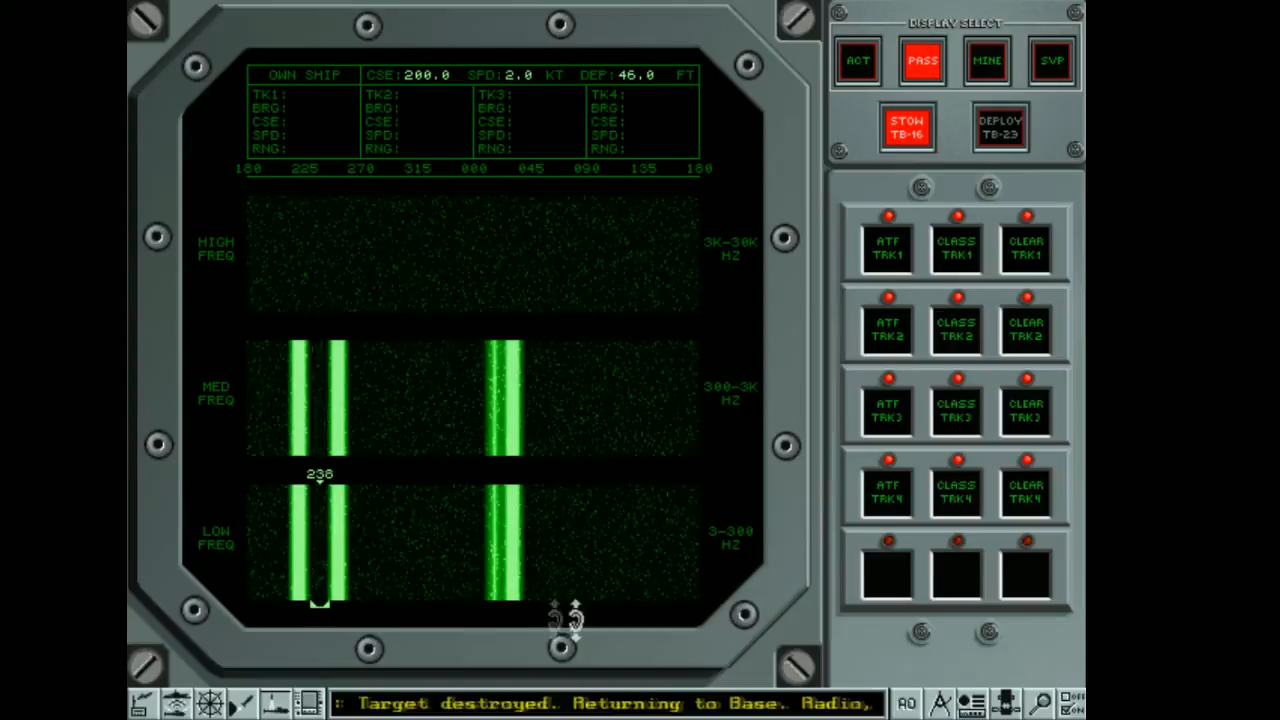 DISPLAY SELECT
ACT PASS MINE SVP
STOW TB-16 DEPLOY TB-23
OWN SHIP CSE:200.0 SPD:2.0 KT DEP:46.0 FT
TK1: TK2: TK3: TK4:
BRG: BRG: BRG: BRG:
CSE: CSE: CSE: CSE:
SPD: SPD: SPD: SPD:
RNG: RNG: RNG: RNG:
180 225 270 315 000 045 090 135 180
HIGH FREQ 3K-30K HZ
MED FREQ 300-3K HZ
238
LOW FREQ 3-300 HZ
ATF TRK1 CLASS TRK1 CLEAR TRK1
ATF TRK2 CLASS TRK2 CLEAR TRK2
ATF TRK3 CLASS TRK3 CLEAR TRK3
ATF TRK4 CLASS TRK4 CLEAR TRK4
: Target destroyed. Returning to Base. Radio,